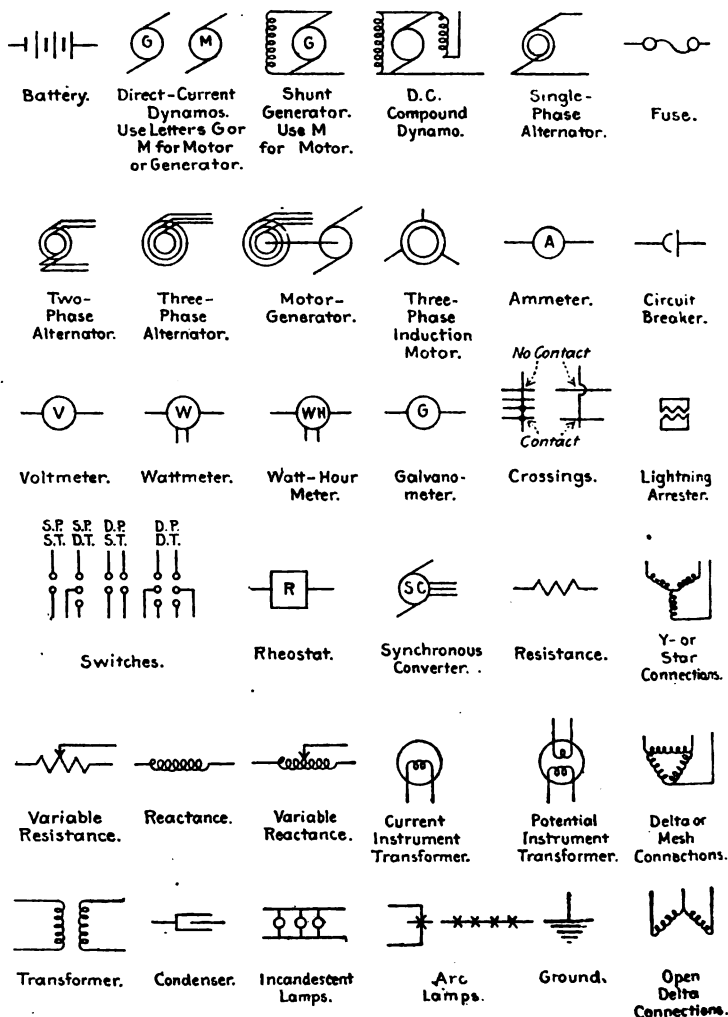 G M G
Battery.
Direct-Current
Dynamos.
Use Letters G or
M for Motor
or Generator.
Shunt
Generator.
Use M
for Motor.
D.C.
Compound
Dynamo.
Single-
Phase
Alternator.
Fuse.
A
Two-
Phase
Alternator.
Three-
Phase
Alternator.
Motor-
Generator.
Three-
Phase
Induction
Motor.
Ammeter.
Circuit
Breaker.
No Contact
V W WH G
Contact
Voltmeter.
Wattmeter.
Watt-Hour
Meter.
Galvano-
meter.
Crossings.
Lightning
Arrester.
S.P. S.P. D.P. D.P.
S.T. D.T. S.T. D.T.
R SC
Switches.
Rheostat.
Synchronous
Converter.
Resistance.
Y- or
Star
Connections.
Variable
Resistance.
Reactance.
Variable
Reactance.
Current
Instrument
Transformer.
Potential
Instrument
Transformer.
Delta or
Mesh
Connections.
Transformer.
Condenser.
Incandescent
Lamps.
Arc
Lamps.
Ground.
Open
Delta
Connections.